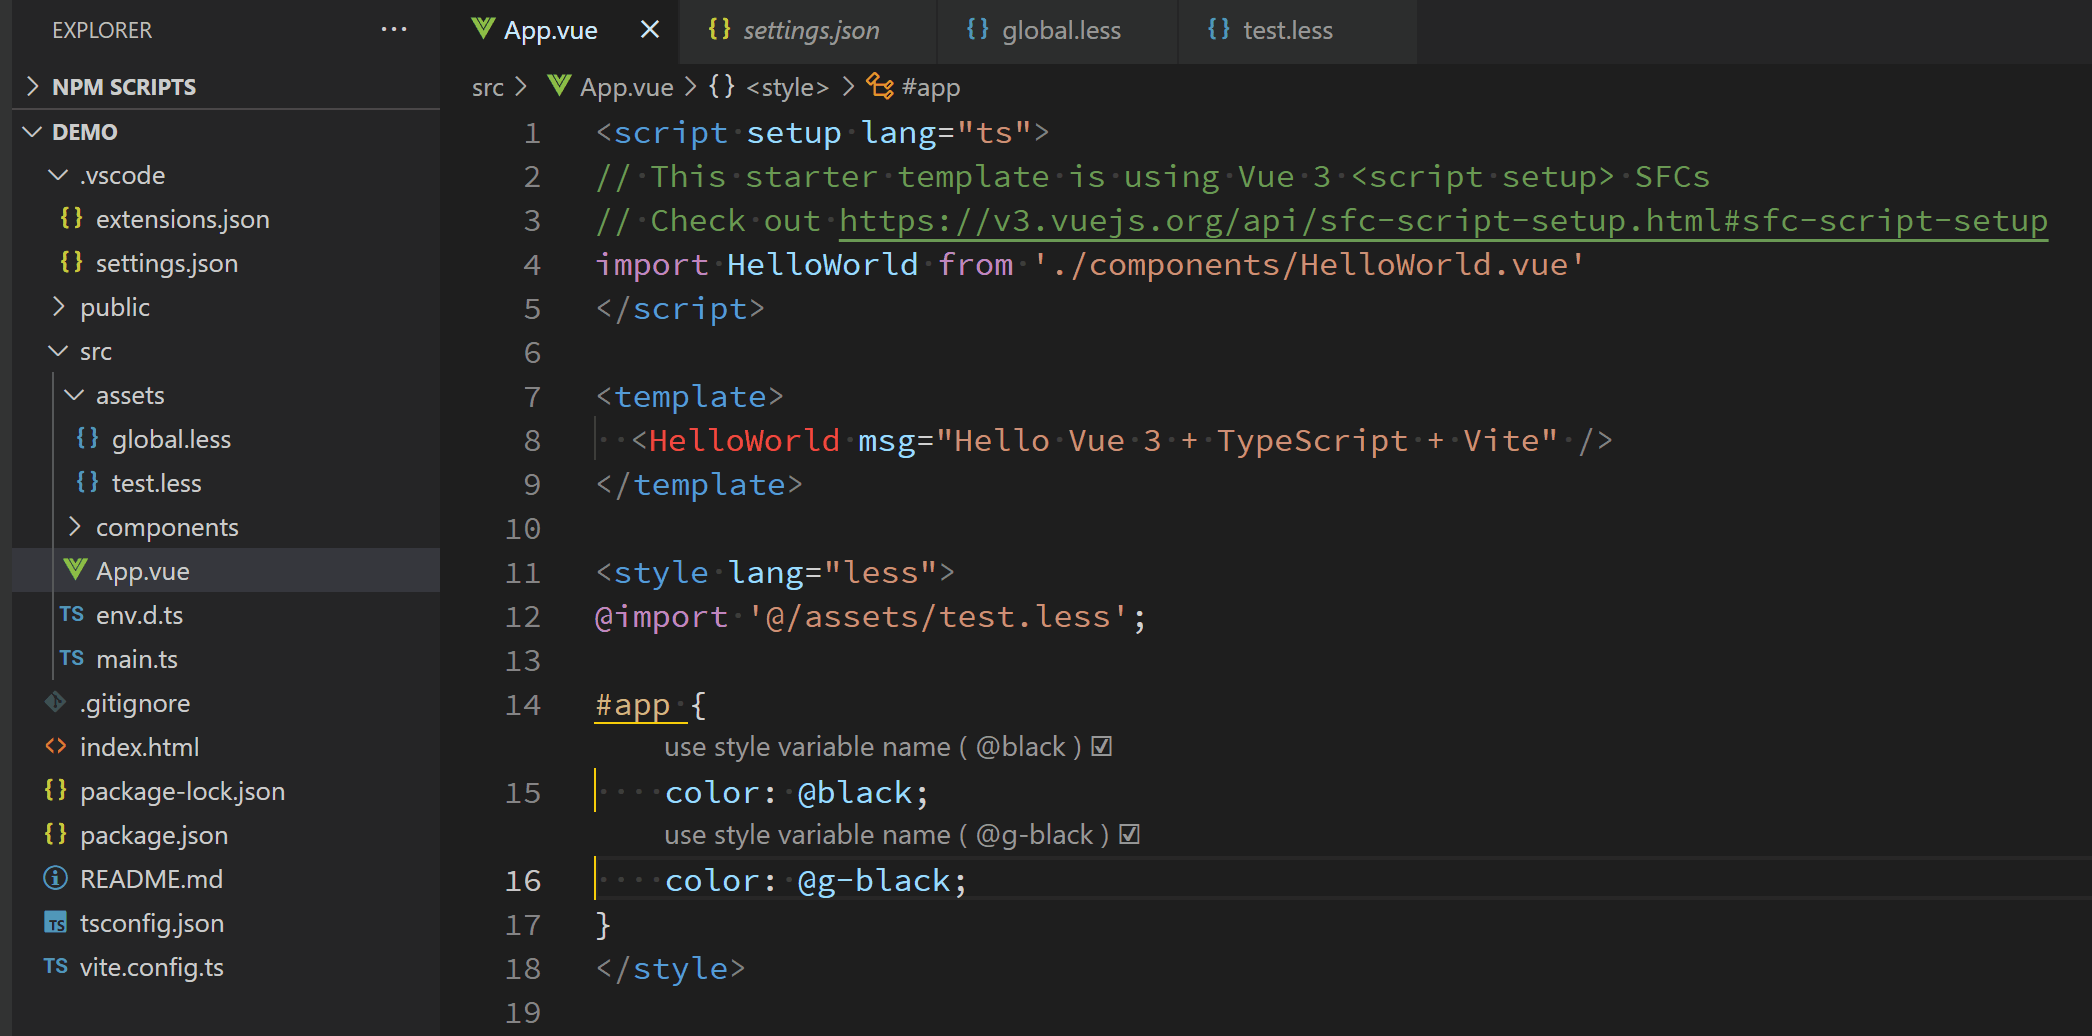 EXPLORER ···
NPM SCRIPTS
DEMO
.vscode
{} extensions.json
{} settings.json
public
src
assets
{} global.less
{} test.less
components
App.vue
TS env.d.ts
TS main.ts
.gitignore
<> index.html
{} package-lock.json
{} package.json
README.md
TS tsconfig.json
TS vite.config.ts
App.vue
{} settings.json
{} global.less
{} test.less
src > App.vue > {} <style> > #app
1 <script setup lang="ts">
2 // This starter template is using Vue 3 <script setup> SFCs
3 // Check out https://v3.vuejs.org/api/sfc-script-setup.html#sfc-script-setup
4 import HelloWorld from './components/HelloWorld.vue'
5 </script>
6
7 <template>
8   <HelloWorld msg="Hello Vue 3 + TypeScript + Vite" />
9 </template>
10
11 <style lang="less">
12 @import '@/assets/test.less';
13
14 #app {
use style variable name ( @black ) ☑
15     color: @black;
use style variable name ( @g-black ) ☑
16     color: @g-black;
17 }
18 </style>
19